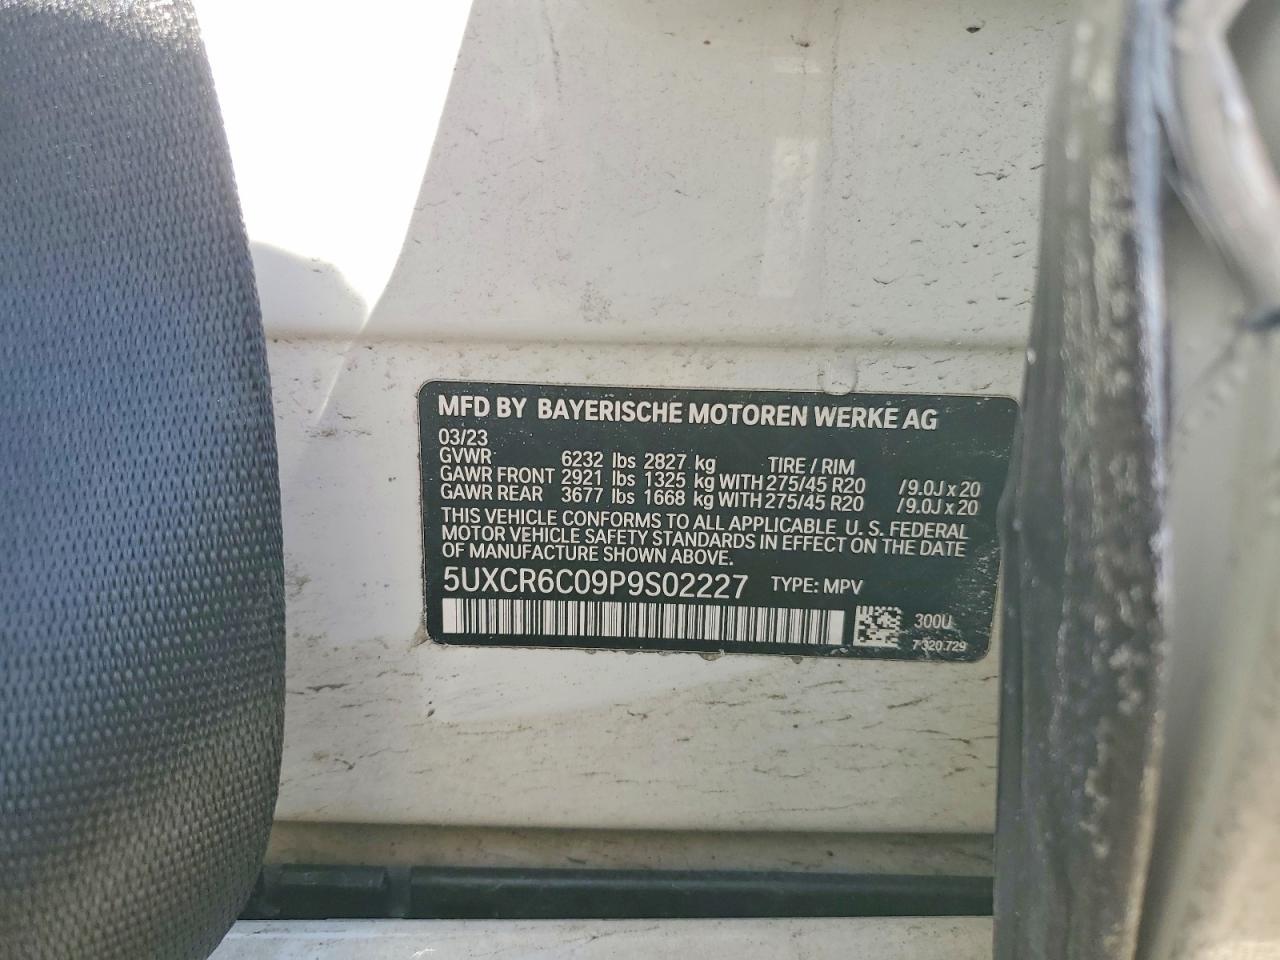 MFD BY BAYERISCHE MOTOREN WERKE AG
03/23
GVWR 6232 lbs 2827 kg TIRE / RIM
GAWR FRONT 2921 lbs 1325 kg WITH 275/45 R20 /9.0J x 20
GAWR REAR 3677 lbs 1668 kg WITH 275/45 R20 /9.0J x 20
THIS VEHICLE CONFORMS TO ALL APPLICABLE U. S. FEDERAL
MOTOR VEHICLE SAFETY STANDARDS IN EFFECT ON THE DATE
OF MANUFACTURE SHOWN ABOVE.
5UXCR6C09P9S02227 TYPE: MPV
300U
7 320.729